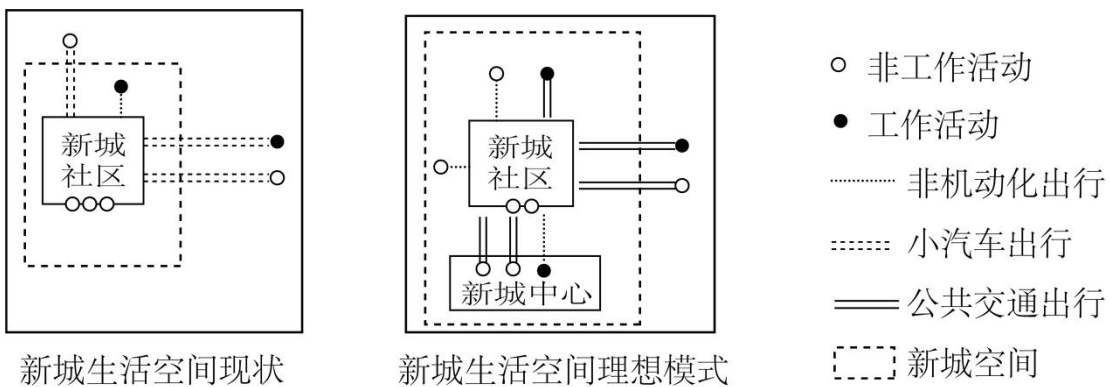 新城
社区
新城生活空间现状
新城
社区
新城中心
新城生活空间理想模式
非工作活动
工作活动
非机动化出行
小汽车出行
公共交通出行
新城空间